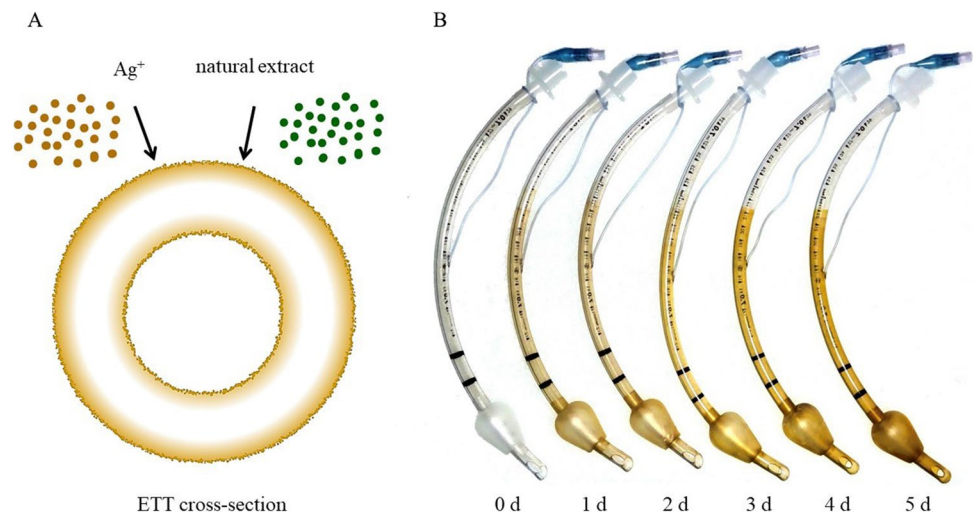 A
B
Ag⁺
natural extract
ETT cross-section
0 d
1 d
2 d
3 d
4 d
5 d